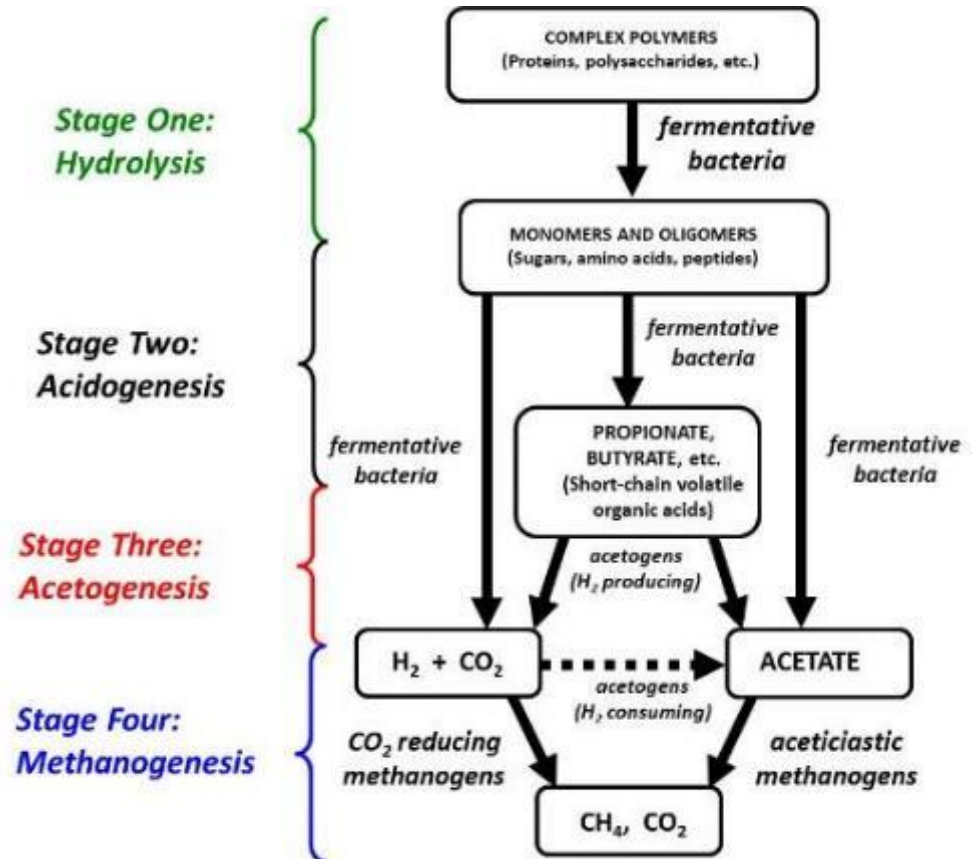 COMPLEX POLYMERS
(Proteins, polysaccharides, etc.)
Stage One:
Hydrolysis
fermentative
bacteria
MONOMERS AND OLIGOMERS
(Sugars, amino acids, peptides)
Stage Two:
Acidogenesis
fermentative
bacteria
fermentative
bacteria
PROPIONATE,
BUTYRATE, etc.
(Short-chain volatile
organic acids)
fermentative
bacteria
Stage Three:
Acetogenesis
acetogens
(H₂ producing)
H₂ + CO₂
ACETATE
acetogens
(H₂ consuming)
Stage Four:
Methanogenesis
CO₂ reducing
methanogens
aceticiastic
methanogens
CH₄, CO₂